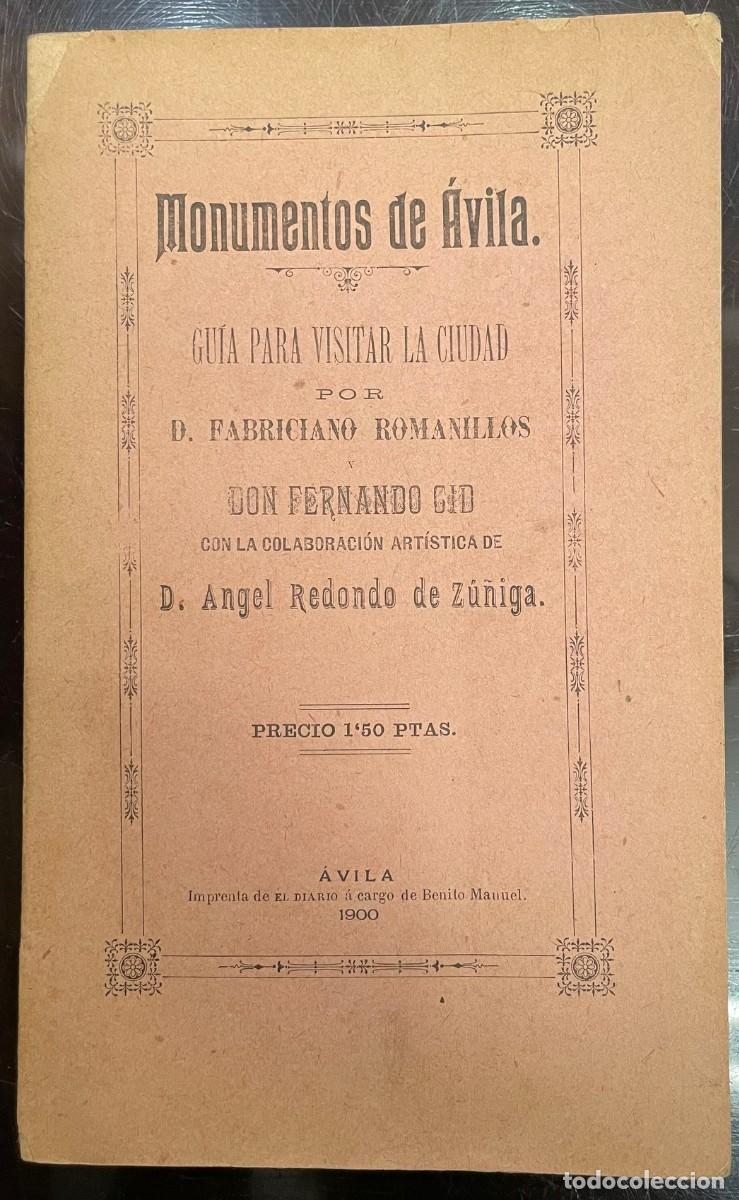 Monumentos de Ávila.
GUÍA PARA VISITAR LA CIUDAD
POR
D. FABRICIANO ROMANILLOS
Y
DON FERNANDO CID
CON LA COLABORACIÓN ARTÍSTICA DE
D. Angel Redondo de Zúñiga.
PRECIO 1'50 PTAS.
ÁVILA
Imprenta de EL DIARIO á cargo de Benito Manuel.
1900
todocoleccion